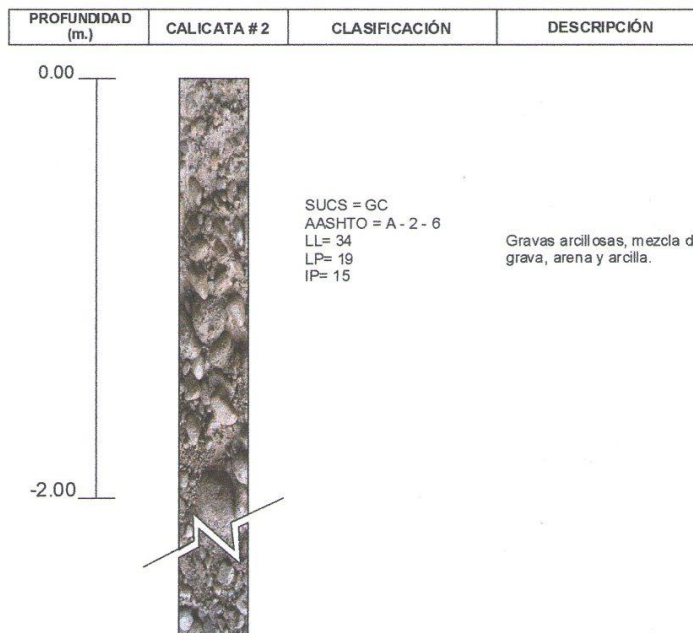 PROFUNDIDAD
(m.)
CALICATA # 2
CLASIFICACIÓN
DESCRIPCIÓN
0.00
SUCS = GC
AASHTO = A - 2 - 6
LL= 34
LP= 19
IP= 15
Gravas arcillosas, mezcla d
grava, arena y arcilla.
-2.00